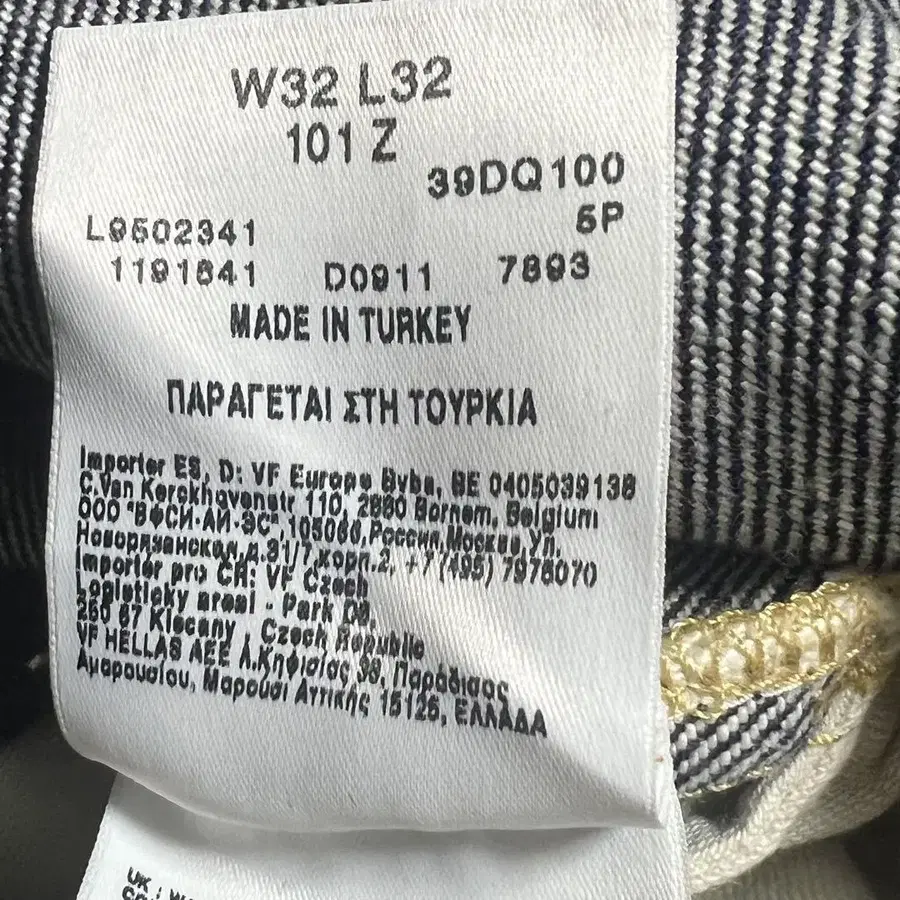 W32 L32
101 Z
39DQ100
5P
L9502341
1191641 D0911 7893
MADE IN TURKEY
ΠΑΡΑΓΕΤΑΙ ΣΤΗ ΤΟΥΡΚΙΑ
Importer ES, D: VF Europe Bvba, BE 0405039138
C.Van Kerckhovenstr 110, 2880 Bornem, Belgium
ООО "ВФСИ-АЙ-ЭС" 105066,Россия,Москва,Ул.
Новорязанская,д.31/7,корп.2, +7(495) 7976070
Importér pro CR: VF Czech
Logisticky areal - Park D8,
250 67 Klecany, Czech Republic
VF HELLAS AEE Λ.Κηφισίας 38, Παράδεισος
Αμαρουσίου, Μαρούσι Αττικής 15125, ΕΛΛΑΔΑ
UK :